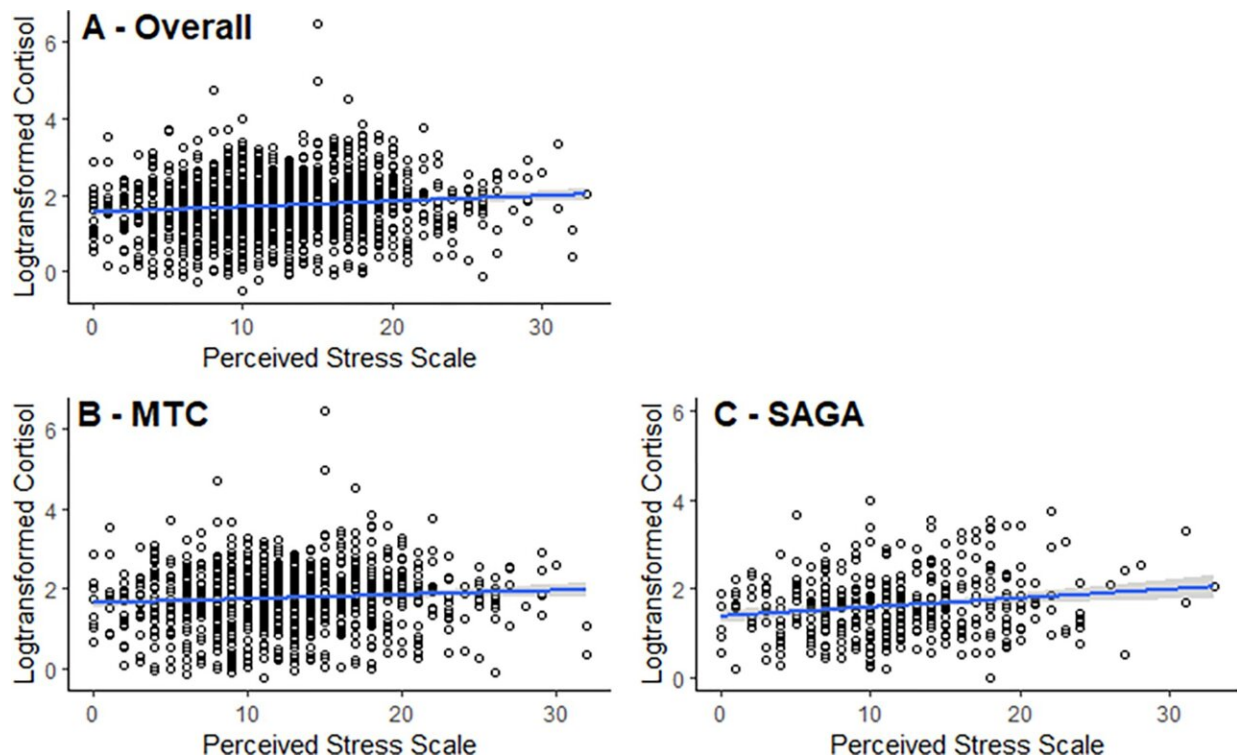 A - Overall
Logtransformed Cortisol
6
4
2
0
0 10 20 30
Perceived Stress Scale
B - MTC
Logtransformed Cortisol
6
4
2
0
0 10 20 30
Perceived Stress Scale
C - SAGA
Logtransformed Cortisol
6
4
2
0
0 10 20 30
Perceived Stress Scale